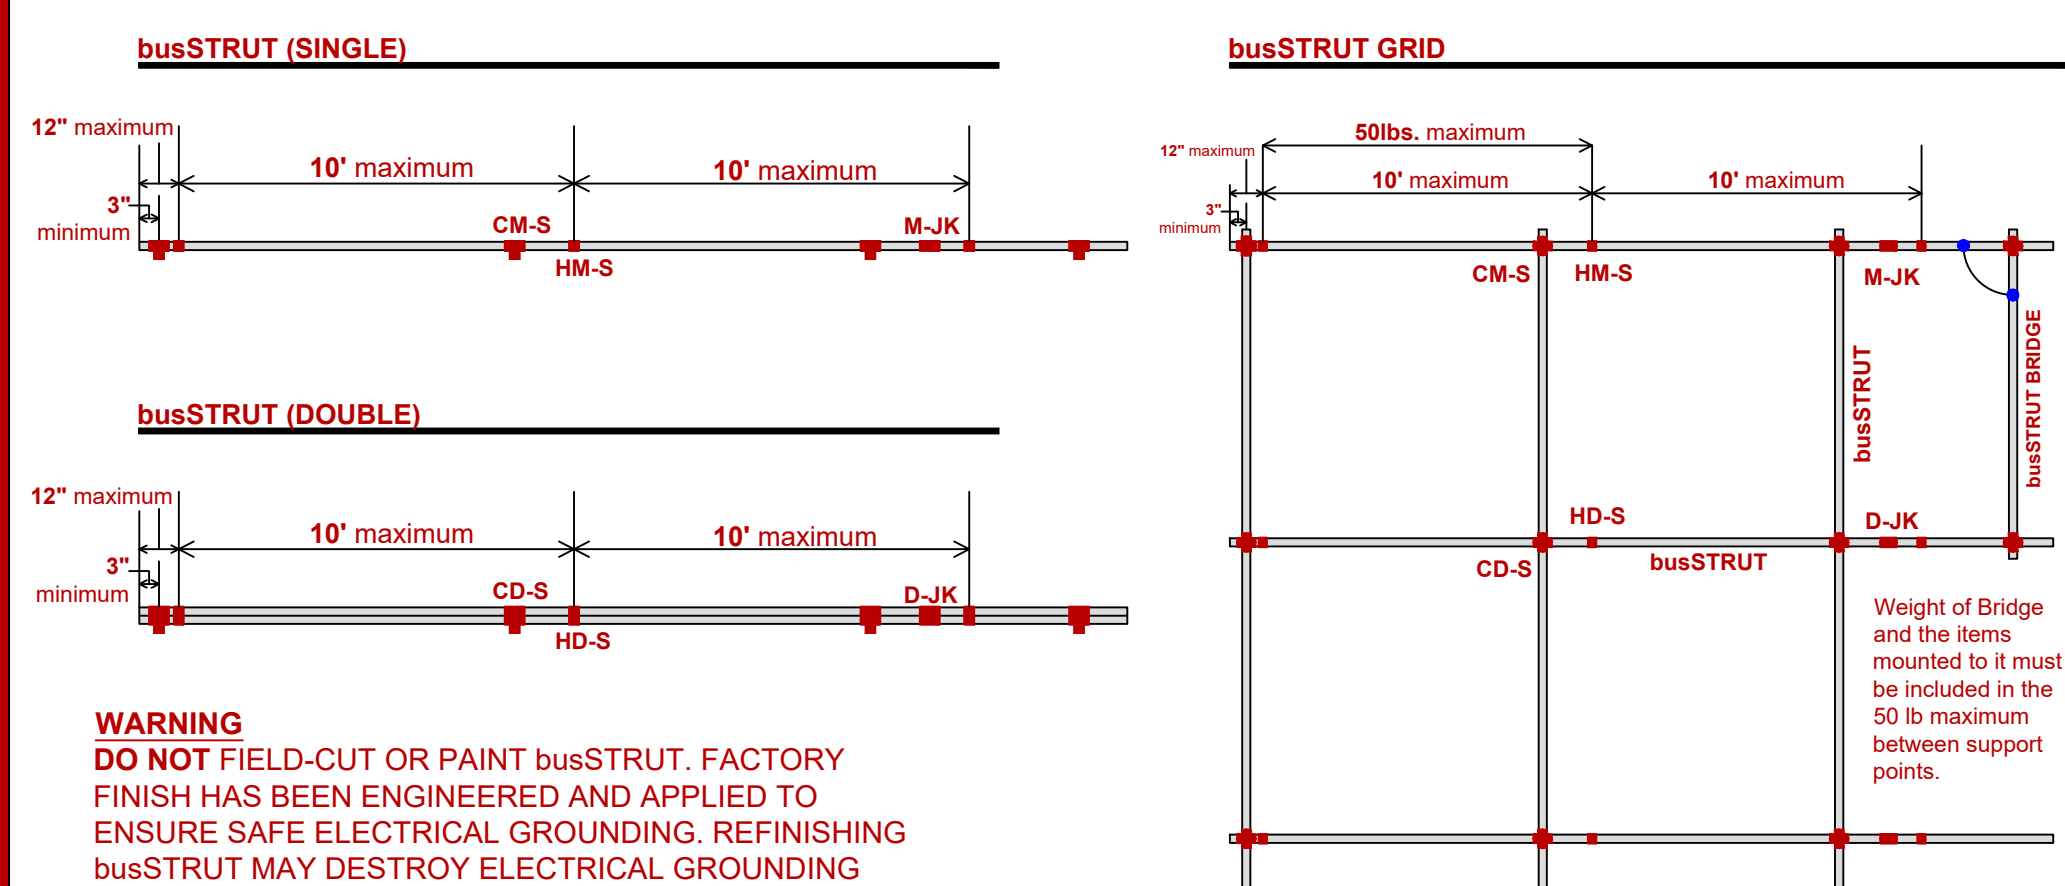 busSTRUT (SINGLE)
12" maximum
10' maximum
10' maximum
3"
minimum
CM-S
M-JK
HM-S
busSTRUT (DOUBLE)
12" maximum
10' maximum
10' maximum
3"
minimum
CD-S
D-JK
HD-S
WARNING
DO NOT FIELD-CUT OR PAINT busSTRUT. FACTORY
FINISH HAS BEEN ENGINEERED AND APPLIED TO
ENSURE SAFE ELECTRICAL GROUNDING. REFINISHING
busSTRUT MAY DESTROY ELECTRICAL GROUNDING
busSTRUT GRID
50lbs. maximum
12" maximum
10' maximum
10' maximum
3"
minimum
CM-S
HM-S
M-JK
busSTRUT
busSTRUT BRIDGE
HD-S
D-JK
CD-S
busSTRUT
Weight of Bridge
and the items
mounted to it must
be included in the
50 lb maximum
between support
points.